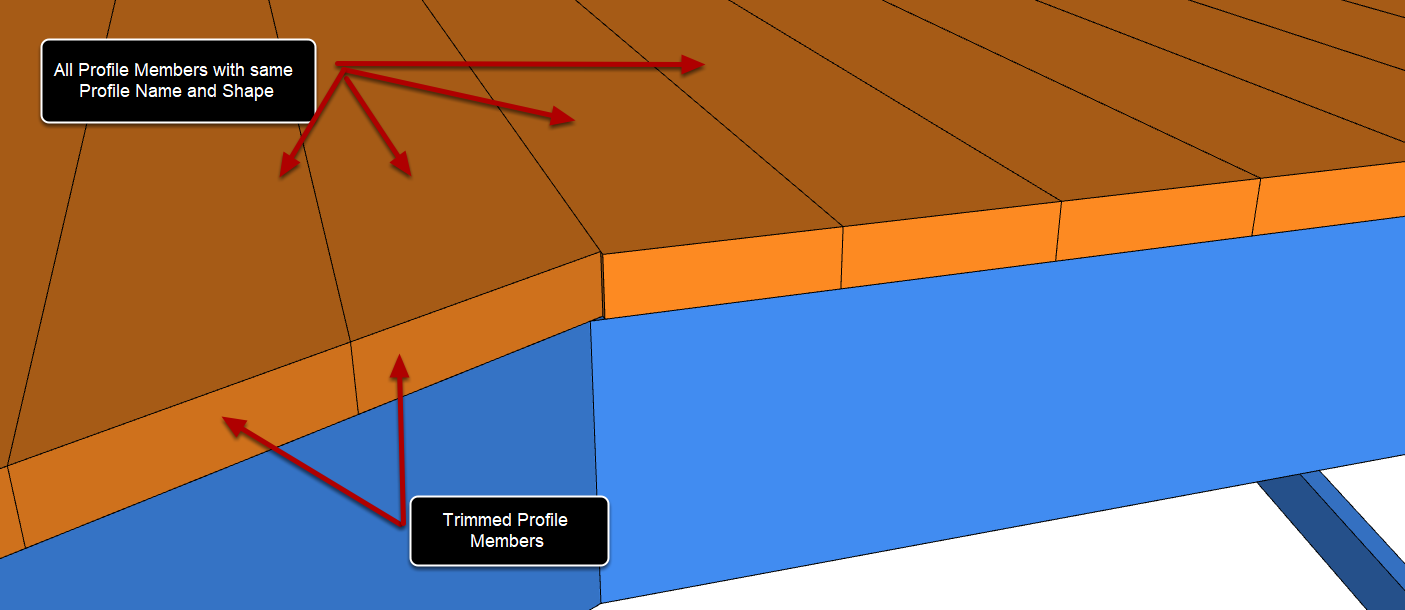 All Profile Members with same
Profile Name and Shape
Trimmed Profile
Members